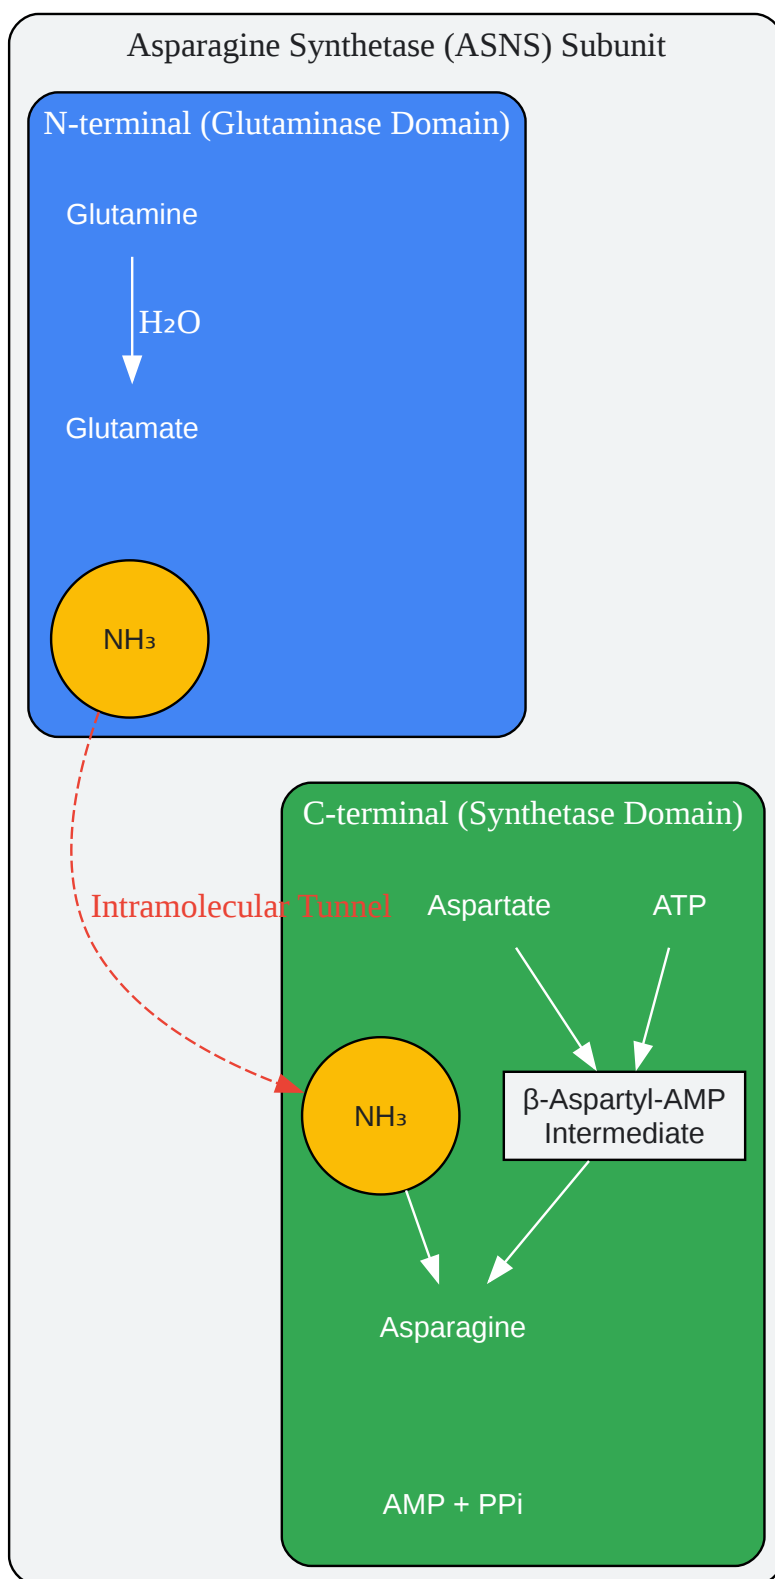 Asparagine Synthetase (ASNS) Subunit
N-terminal (Glutaminase Domain)
Glutamine
H₂O
Glutamate
NH₃
C-terminal (Synthetase Domain)
Intramolecular Tunnel
Aspartate
ATP
NH₃
β-Aspartyl-AMP
Intermediate
Asparagine
AMP + PPi